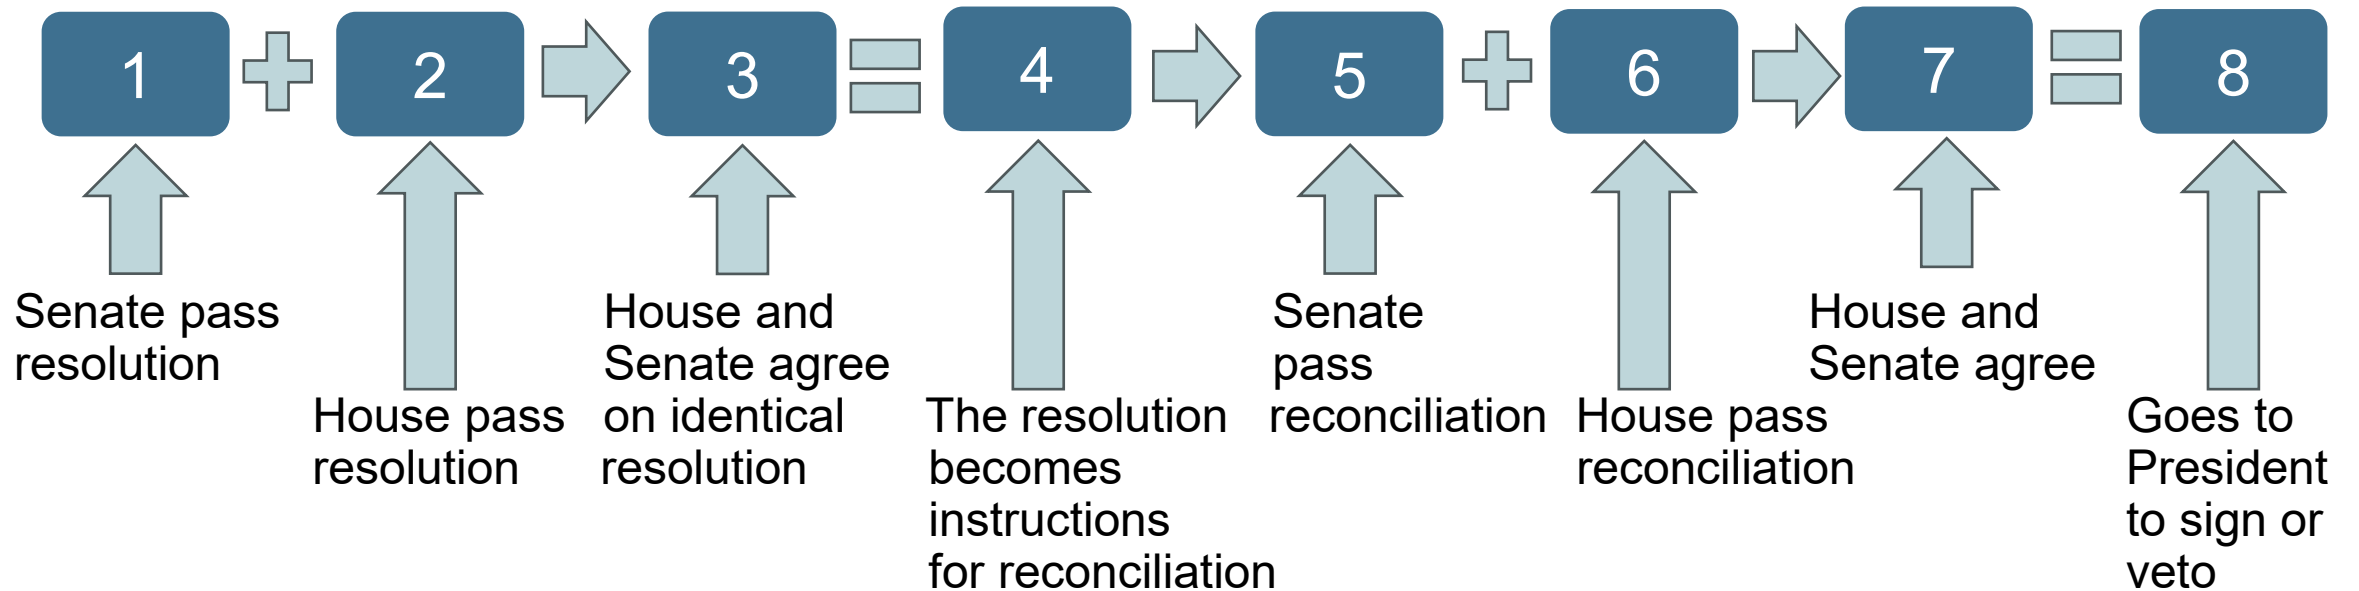 1
2
3
4
5
6
7
8
Senate pass
resolution
House pass
resolution
House and
Senate agree
on identical
resolution
The resolution
becomes
instructions
for reconciliation
Senate
pass
reconciliation
House pass
reconciliation
House and
Senate agree
Goes to
President
to sign or
veto